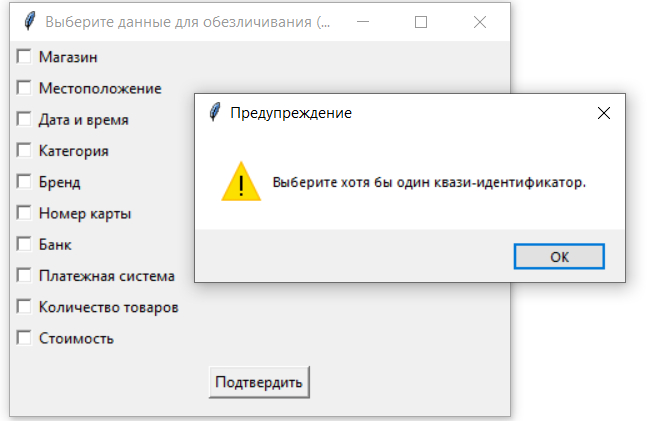 Выберите данные для обезличивания (...
Магазин
Местоположение
Дата и время
Категория
Бренд
Номер карты
Банк
Платежная система
Количество товаров
Стоимость
Подтвердить
Предупреждение
Выберите хотя бы один квази-идентификатор.
OK